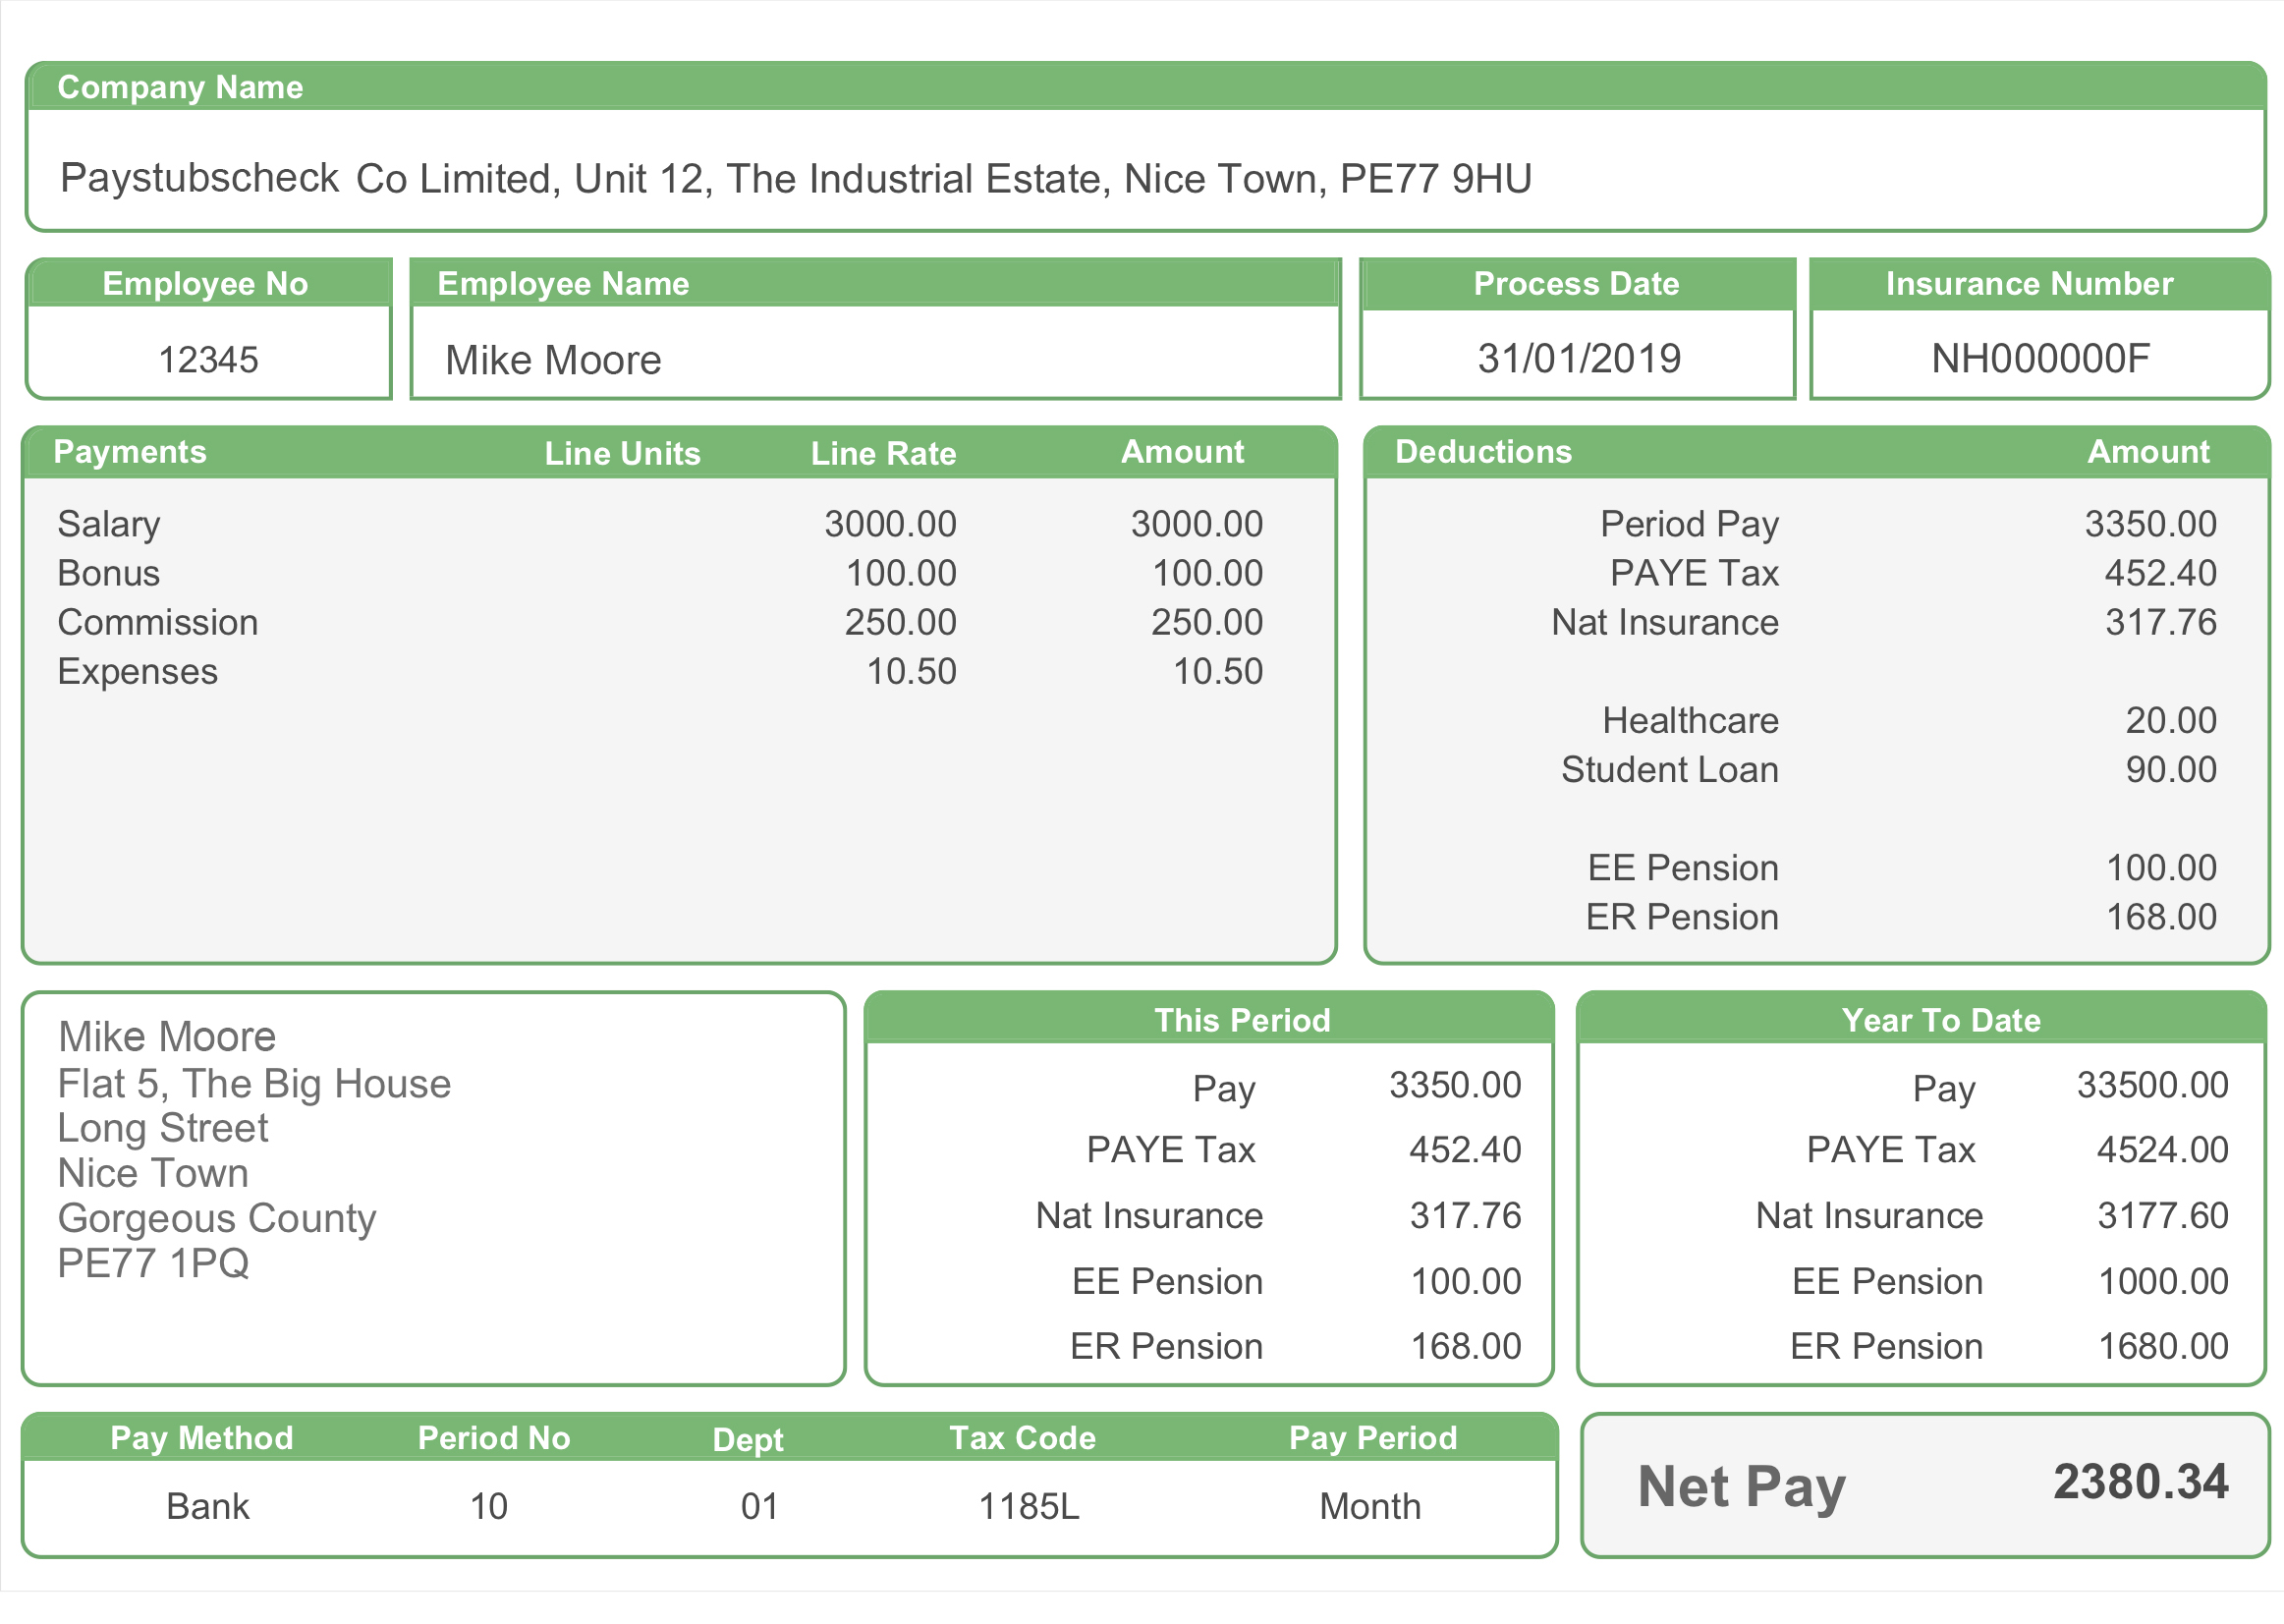 Company Name
Paystubscheck Co Limited, Unit 12, The Industrial Estate, Nice Town, PE77 9HU
Employee No Employee Name Process Date Insurance Number
12345 Mike Moore 31/01/2019 NH000000F
Payments Line Units Line Rate Amount
Salary 3000.00 3000.00
Bonus 100.00 100.00
Commission 250.00 250.00
Expenses 10.50 10.50
Deductions Amount
Period Pay 3350.00
PAYE Tax 452.40
Nat Insurance 317.76
Healthcare 20.00
Student Loan 90.00
EE Pension 100.00
ER Pension 168.00
Mike Moore
Flat 5, The Big House
Long Street
Nice Town
Gorgeous County
PE77 1PQ
This Period
Pay 3350.00
PAYE Tax 452.40
Nat Insurance 317.76
EE Pension 100.00
ER Pension 168.00
Year To Date
Pay 33500.00
PAYE Tax 4524.00
Nat Insurance 3177.60
EE Pension 1000.00
ER Pension 1680.00
Pay Method Period No Dept Tax Code Pay Period
Bank 10 01 1185L Month
Net Pay 2380.34